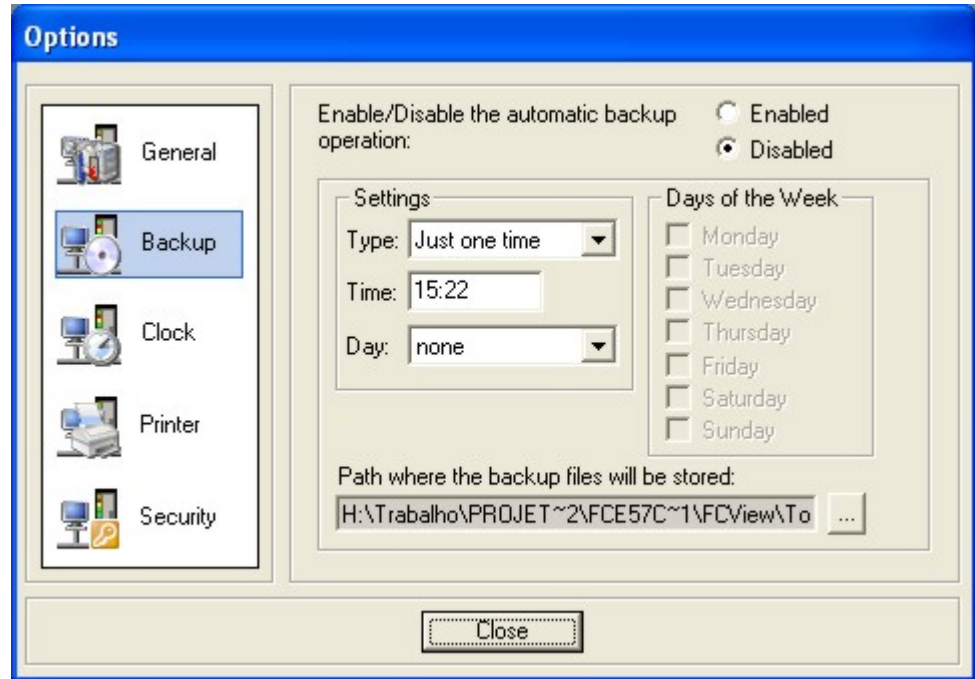 Options
General
Backup
Clock
Printer
Security
Enable/Disable the automatic backup
operation:
Enabled
Disabled
Settings
Type: Just one time
Time: 15:22
Day: none
Days of the Week
Monday
Tuesday
Wednesday
Thursday
Friday
Saturday
Sunday
Path where the backup files will be stored:
H:\Trabalho\PROJET~2\FCE57C~1\FCView\To ...
Close